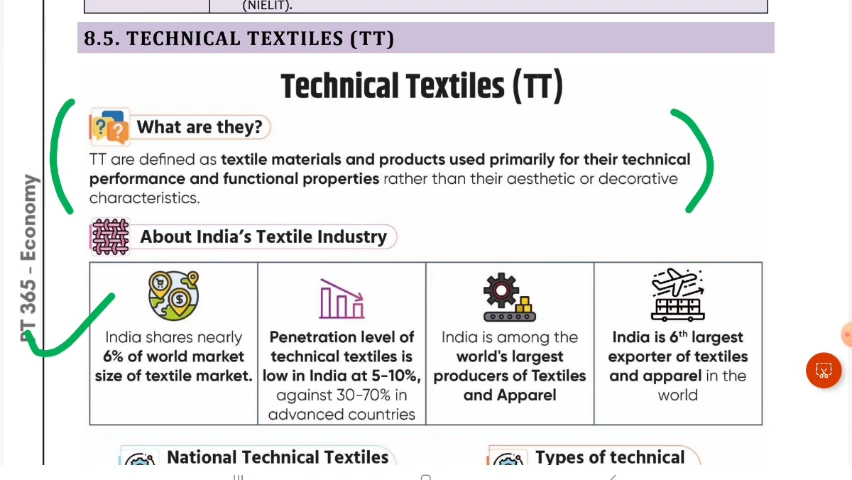 (NIELIT).
8.5. TECHNICAL TEXTILES (TT)
Technical Textiles (TT)
What are they?
TT are defined as textile materials and products used primarily for their technical
performance and functional properties rather than their aesthetic or decorative
characteristics.
About India's Textile Industry
India shares nearly
6% of world market
size of textile market.
Penetration level of
technical textiles is
low in India at 5-10%,
against 30-70% in
advanced countries
India is among the
world's largest
producers of Textiles
and Apparel
India is 6th largest
exporter of textiles
and apparel in the
world
National Technical Textiles
Types of technical
PT 365 - Economy